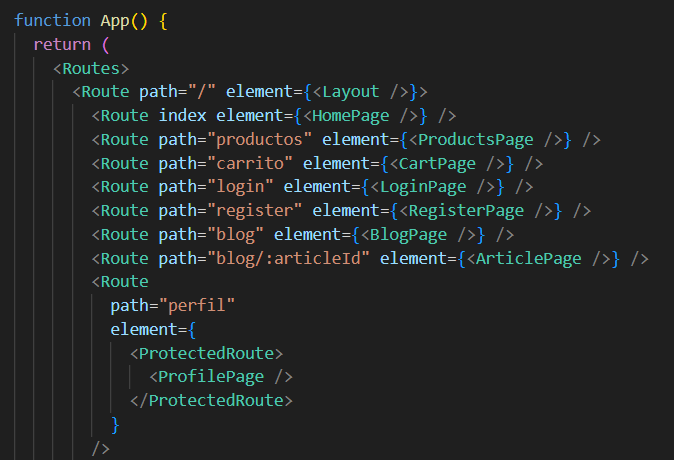 function App() {
  return (
    <Routes>
      <Route path="/" element={<Layout />}>
        <Route index element={<HomePage />} />
        <Route path="productos" element={<ProductsPage />} />
        <Route path="carrito" element={<CartPage />} />
        <Route path="login" element={<LoginPage />} />
        <Route path="register" element={<RegisterPage />} />
        <Route path="blog" element={<BlogPage />} />
        <Route path="blog/:articleId" element={<ArticlePage />} />
        <Route
          path="perfil"
          element={
            <ProtectedRoute>
              <ProfilePage />
            </ProtectedRoute>
          }
        />